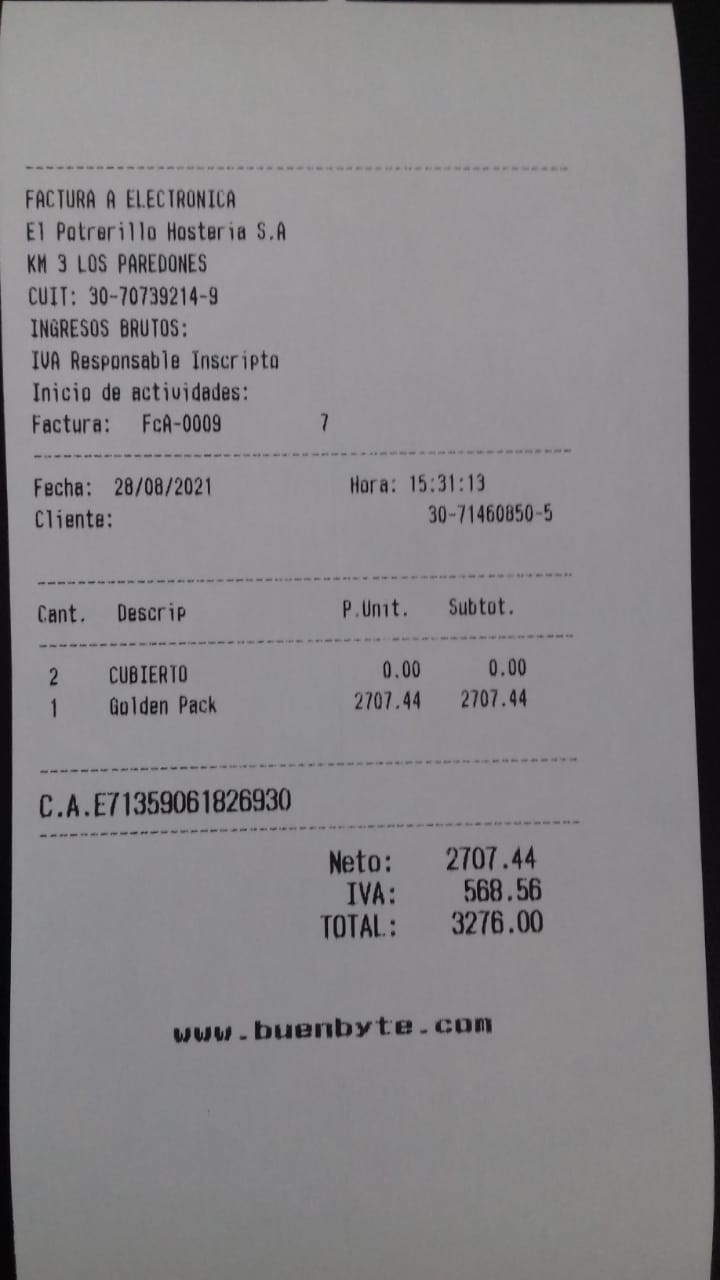 FACTURA A ELECTRONICA
El Potrerillo Hosteria S.A
KM 3 LOS PAREDONES
CUIT: 30-70739214-9
INGRESOS BRUTOS:
IVA Responsable Inscripto
Inicio de actividades:
Factura: FcA-0009 7
Fecha: 28/08/2021 Hora: 15:31:13
Cliente: 30-71460850-5
Cant. Descrip P.Unit. Subtot.
2 CUBIERTO 0.00 0.00
1 Golden Pack 2707.44 2707.44
C.A.E71359061826930
Neto: 2707.44
IVA: 568.56
TOTAL: 3276.00
www.buenbyte.com